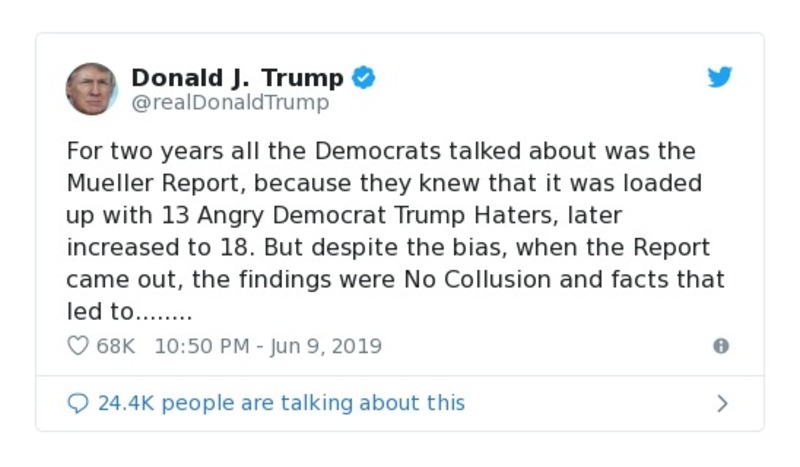 Donald J. Trump
@realDonaldTrump
For two years all the Democrats talked about was the
Mueller Report, because they knew that it was loaded
up with 13 Angry Democrat Trump Haters, later
increased to 18. But despite the bias, when the Report
came out, the findings were No Collusion and facts that
led to........
68K 10:50 PM - Jun 9, 2019
24.4K people are talking about this